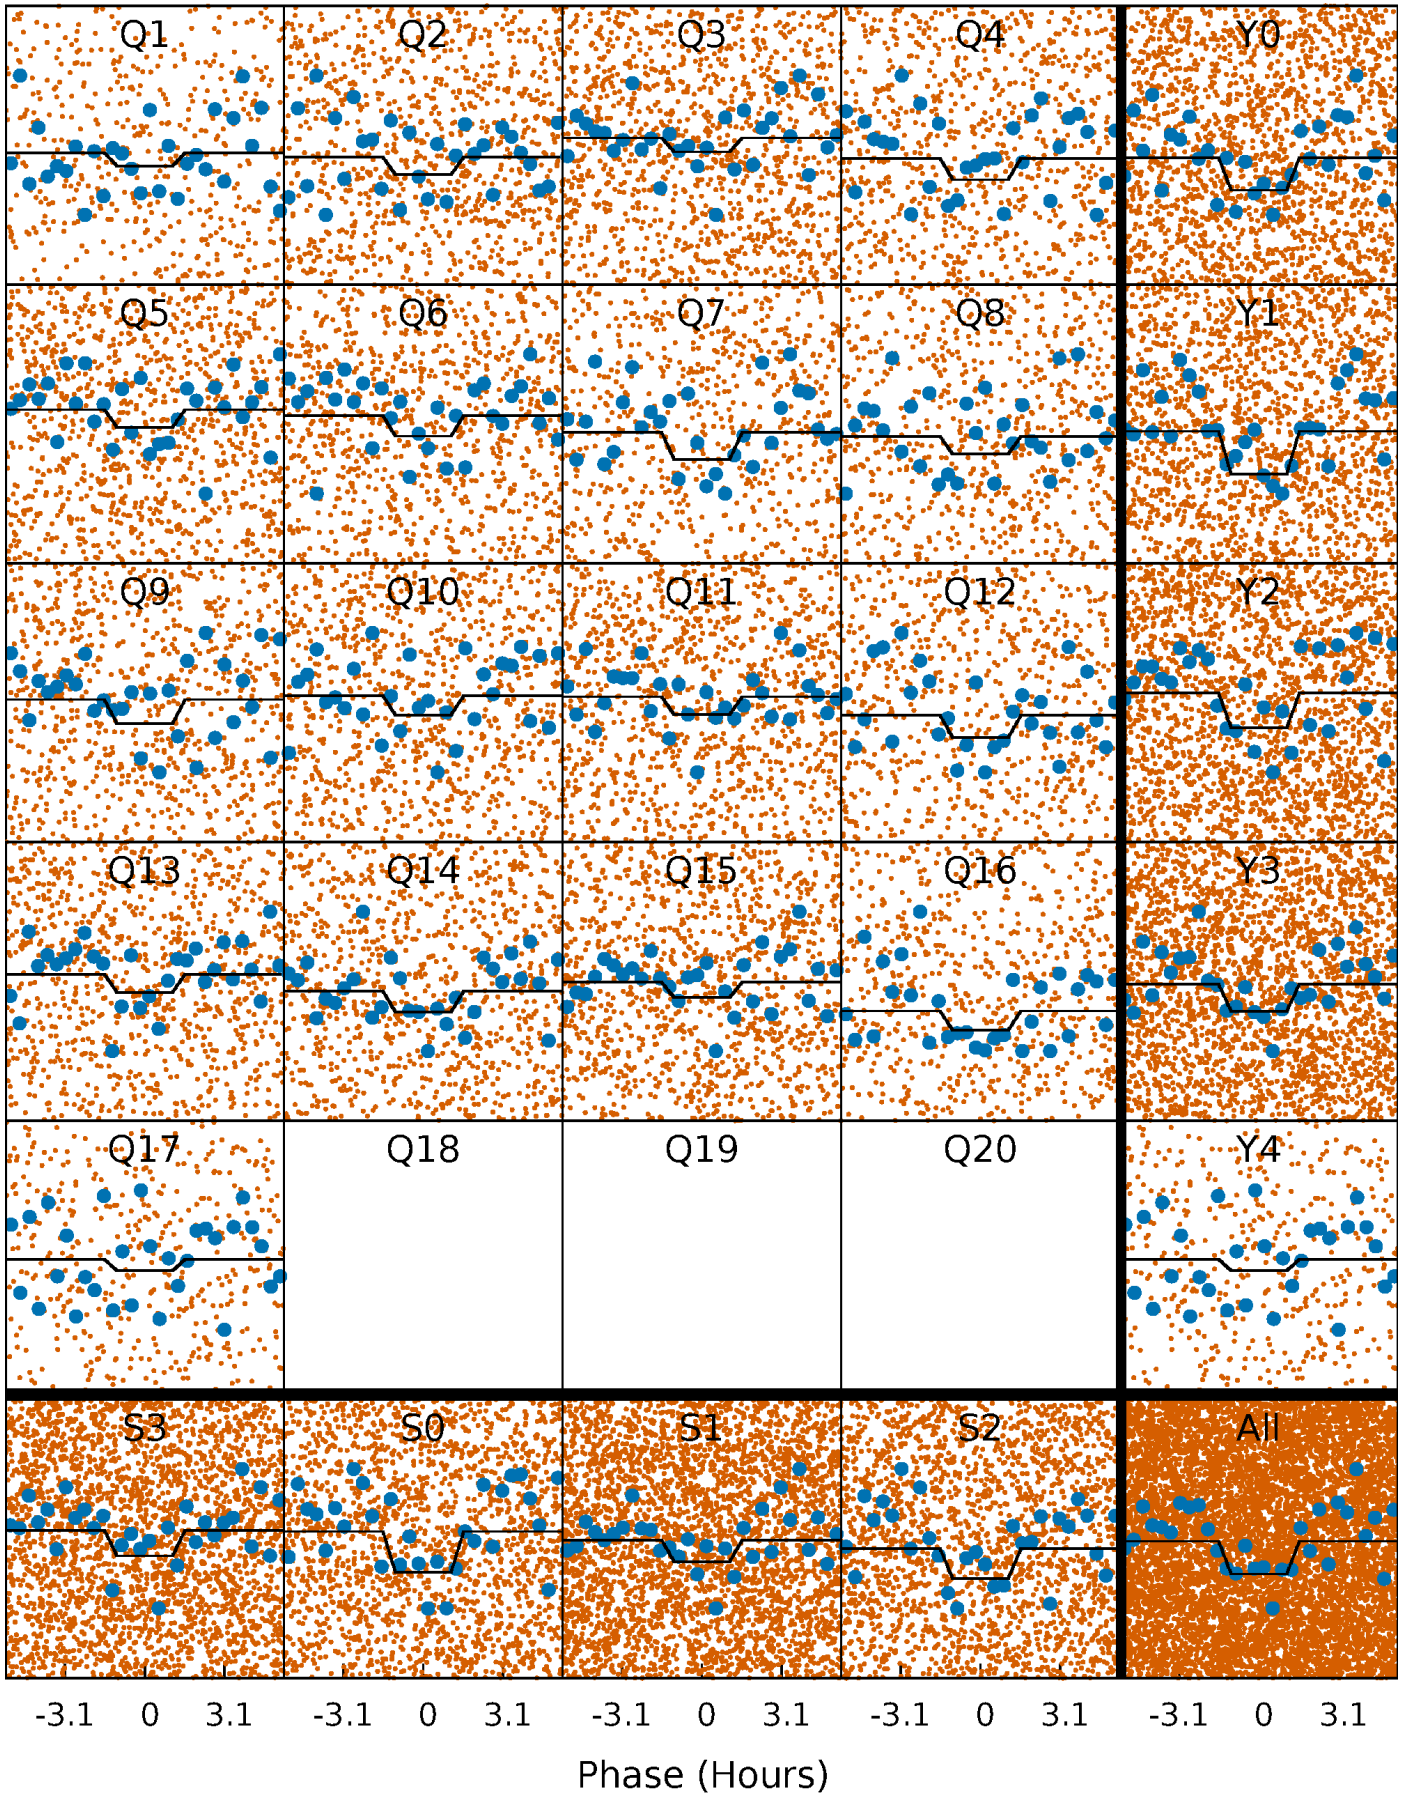 Q1 Q2 Q3 Q4 Y0
Q5 Q6 Q7 Q8 Y1
Q9 Q10 Q11 Q12 Y2
Q13 Q14 Q15 Q16 Y3
Q17 Q18 Q19 Q20 Y4
S3 S0 S1 S2 All
-3.1 0 3.1 -3.1 0 3.1 -3.1 0 3.1 -3.1 0 3.1 -3.1 0 3.1
Phase (Hours)